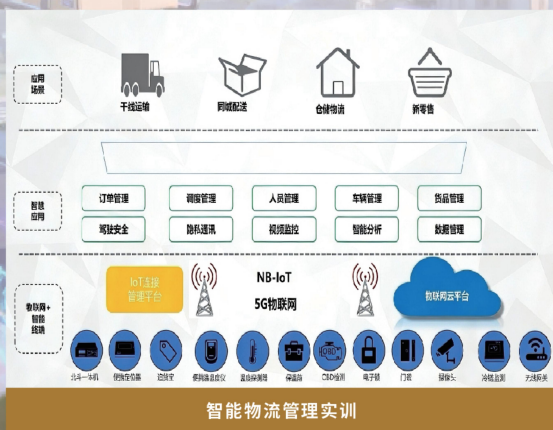 应用
场景
干线运输
同城配送
仓储物流
新零售
智慧
应用
订单管理
调度管理
人员管理
车辆管理
货品管理
驾驶安全
隐私通讯
视频监控
智能分析
数据管理
物联网+
智能
终端
IoT连接
管理平台
NB-IoT
5G物联网
物联网云平台
北斗一体机
便携定位器
追货宝
便携温湿度仪
温度探测器
保温箱
OBD
OBD检测
电子锁
门磁
摄像头
冷链监测
无线网关
智能物流管理实训